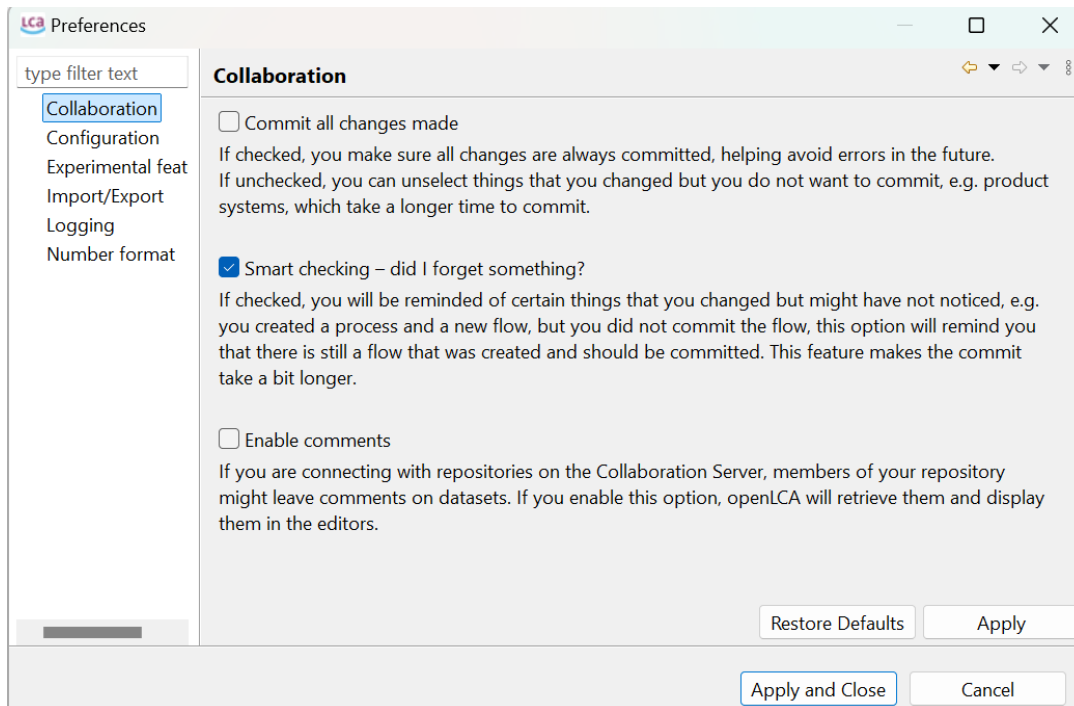 LCA Preferences
type filter text
Collaboration
Configuration
Experimental feat
Import/Export
Logging
Number format
Collaboration
Commit all changes made
If checked, you make sure all changes are always committed, helping avoid errors in the future.
If unchecked, you can unselect things that you changed but you do not want to commit, e.g. product
systems, which take a longer time to commit.
Smart checking – did I forget something?
If checked, you will be reminded of certain things that you changed but might have not noticed, e.g.
you created a process and a new flow, but you did not commit the flow, this option will remind you
that there is still a flow that was created and should be committed. This feature makes the commit
take a bit longer.
Enable comments
If you are connecting with repositories on the Collaboration Server, members of your repository
might leave comments on datasets. If you enable this option, openLCA will retrieve them and display
them in the editors.
Restore Defaults
Apply
Apply and Close
Cancel